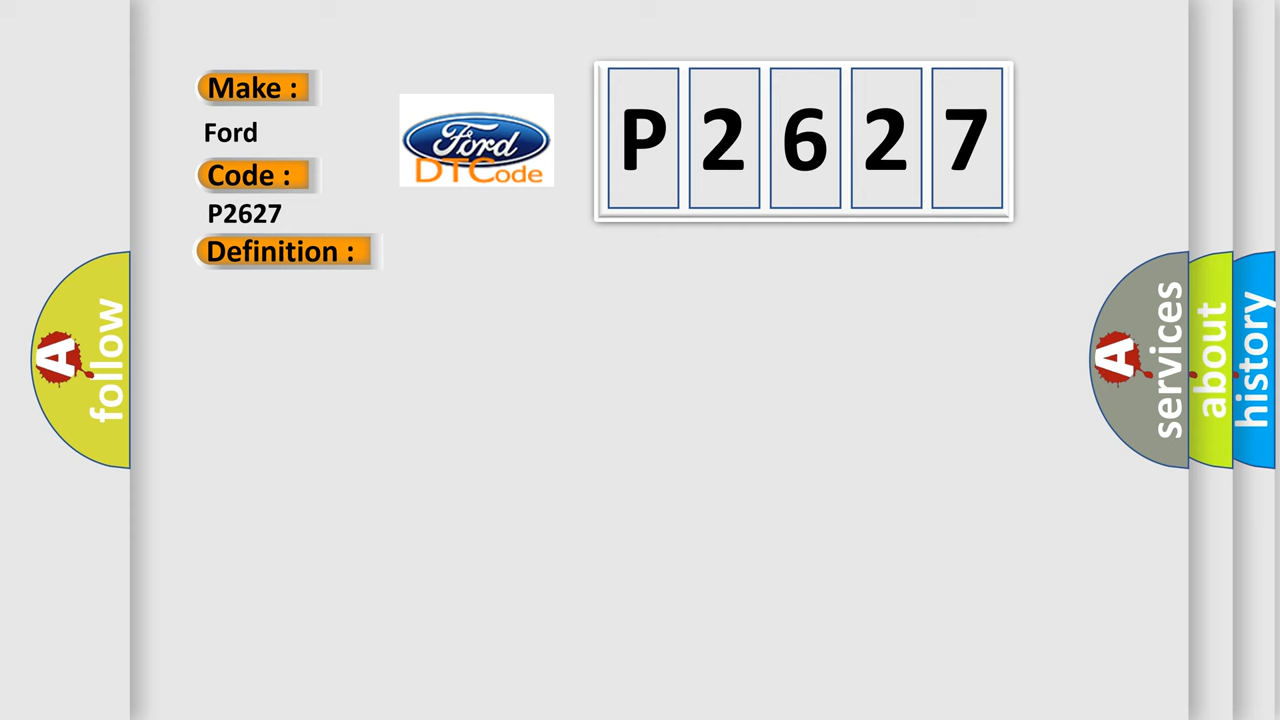 Make :
Ford
Code :
P2627
Definition :
Ford
DTCode
P 2 6 2 7
A
follow
A
services
about
history